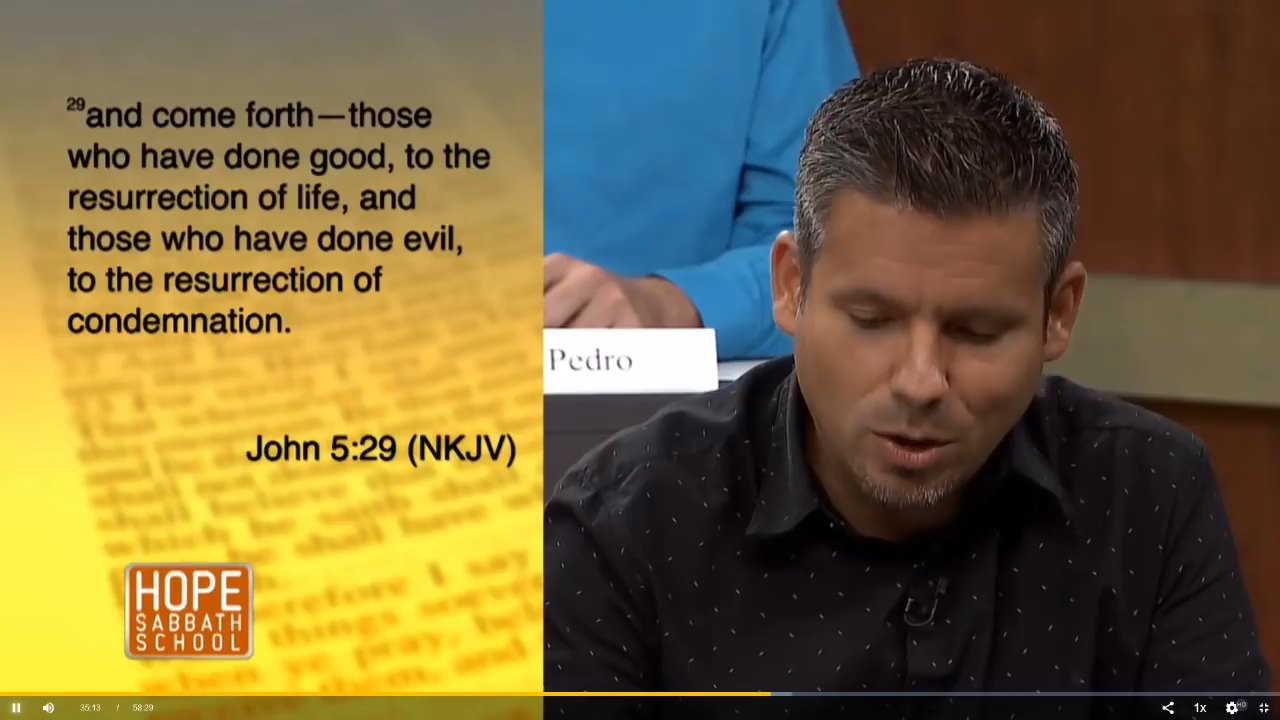 29and come forth—those
who have done good, to the
resurrection of life, and
those who have done evil,
to the resurrection of
condemnation.
John 5:29 (NKJV)
HOPE
SABBATH
SCHOOL
Pedro
35:13 / 58:29
1x
HD